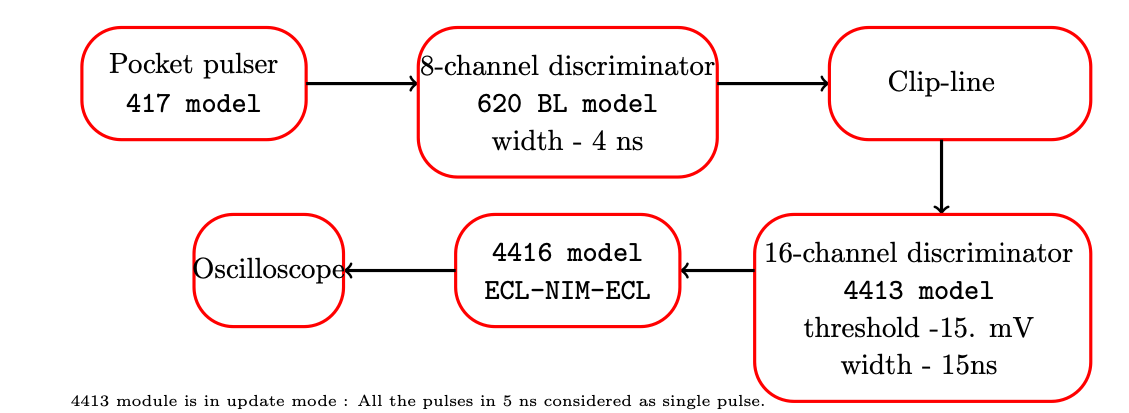 Pocket pulser
417 model
8-channel discriminator
620 BL model
width - 4 ns
Clip-line
16-channel discriminator
4413 model
threshold -15. mV
width - 15ns
4416 model
ECL-NIM-ECL
Oscilloscope
4413 module is in update mode : All the pulses in 5 ns considered as single pulse.